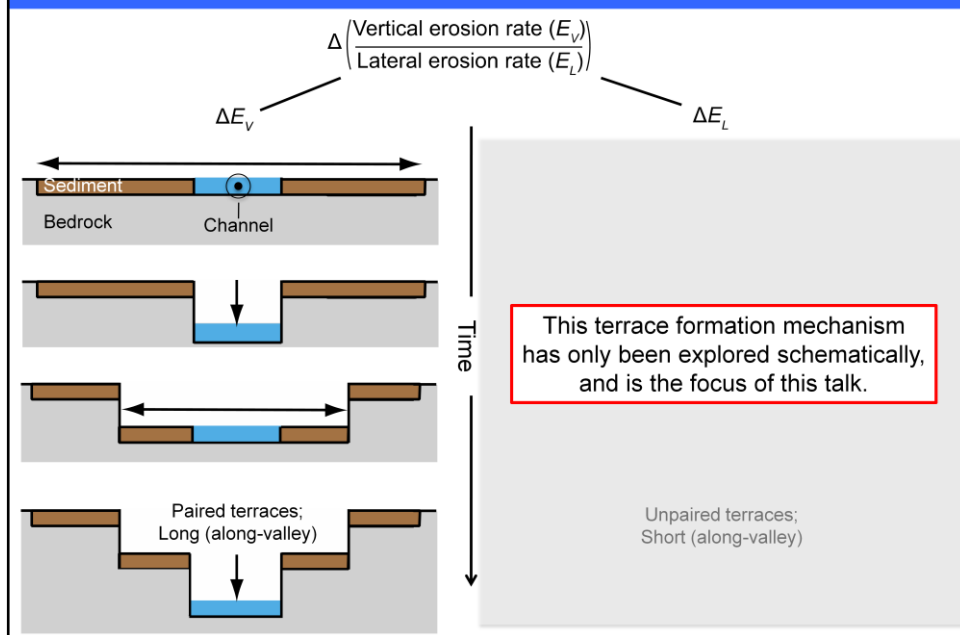 Δ(Vertical erosion rate (E_V)
Lateral erosion rate (E_L))
ΔE_V
ΔE_L
Sediment
Bedrock
Channel
Time
This terrace formation mechanism
has only been explored schematically,
and is the focus of this talk.
Paired terraces;
Long (along-valley)
Unpaired terraces;
Short (along-valley)